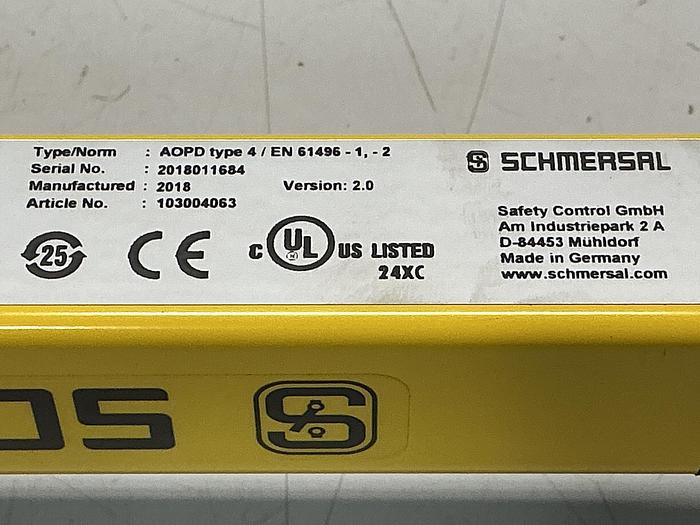 Type/Norm : AOPD type 4 / EN 61496 - 1, - 2
Serial No. : 2018011684
Manufactured : 2018 Version: 2.0
Article No. : 103004063
25 CE C UL US LISTED
24XC
SCHMERSAL
Safety Control GmbH
Am Industriepark 2 A
D-84453 Mühldorf
Made in Germany
www.schmersal.com